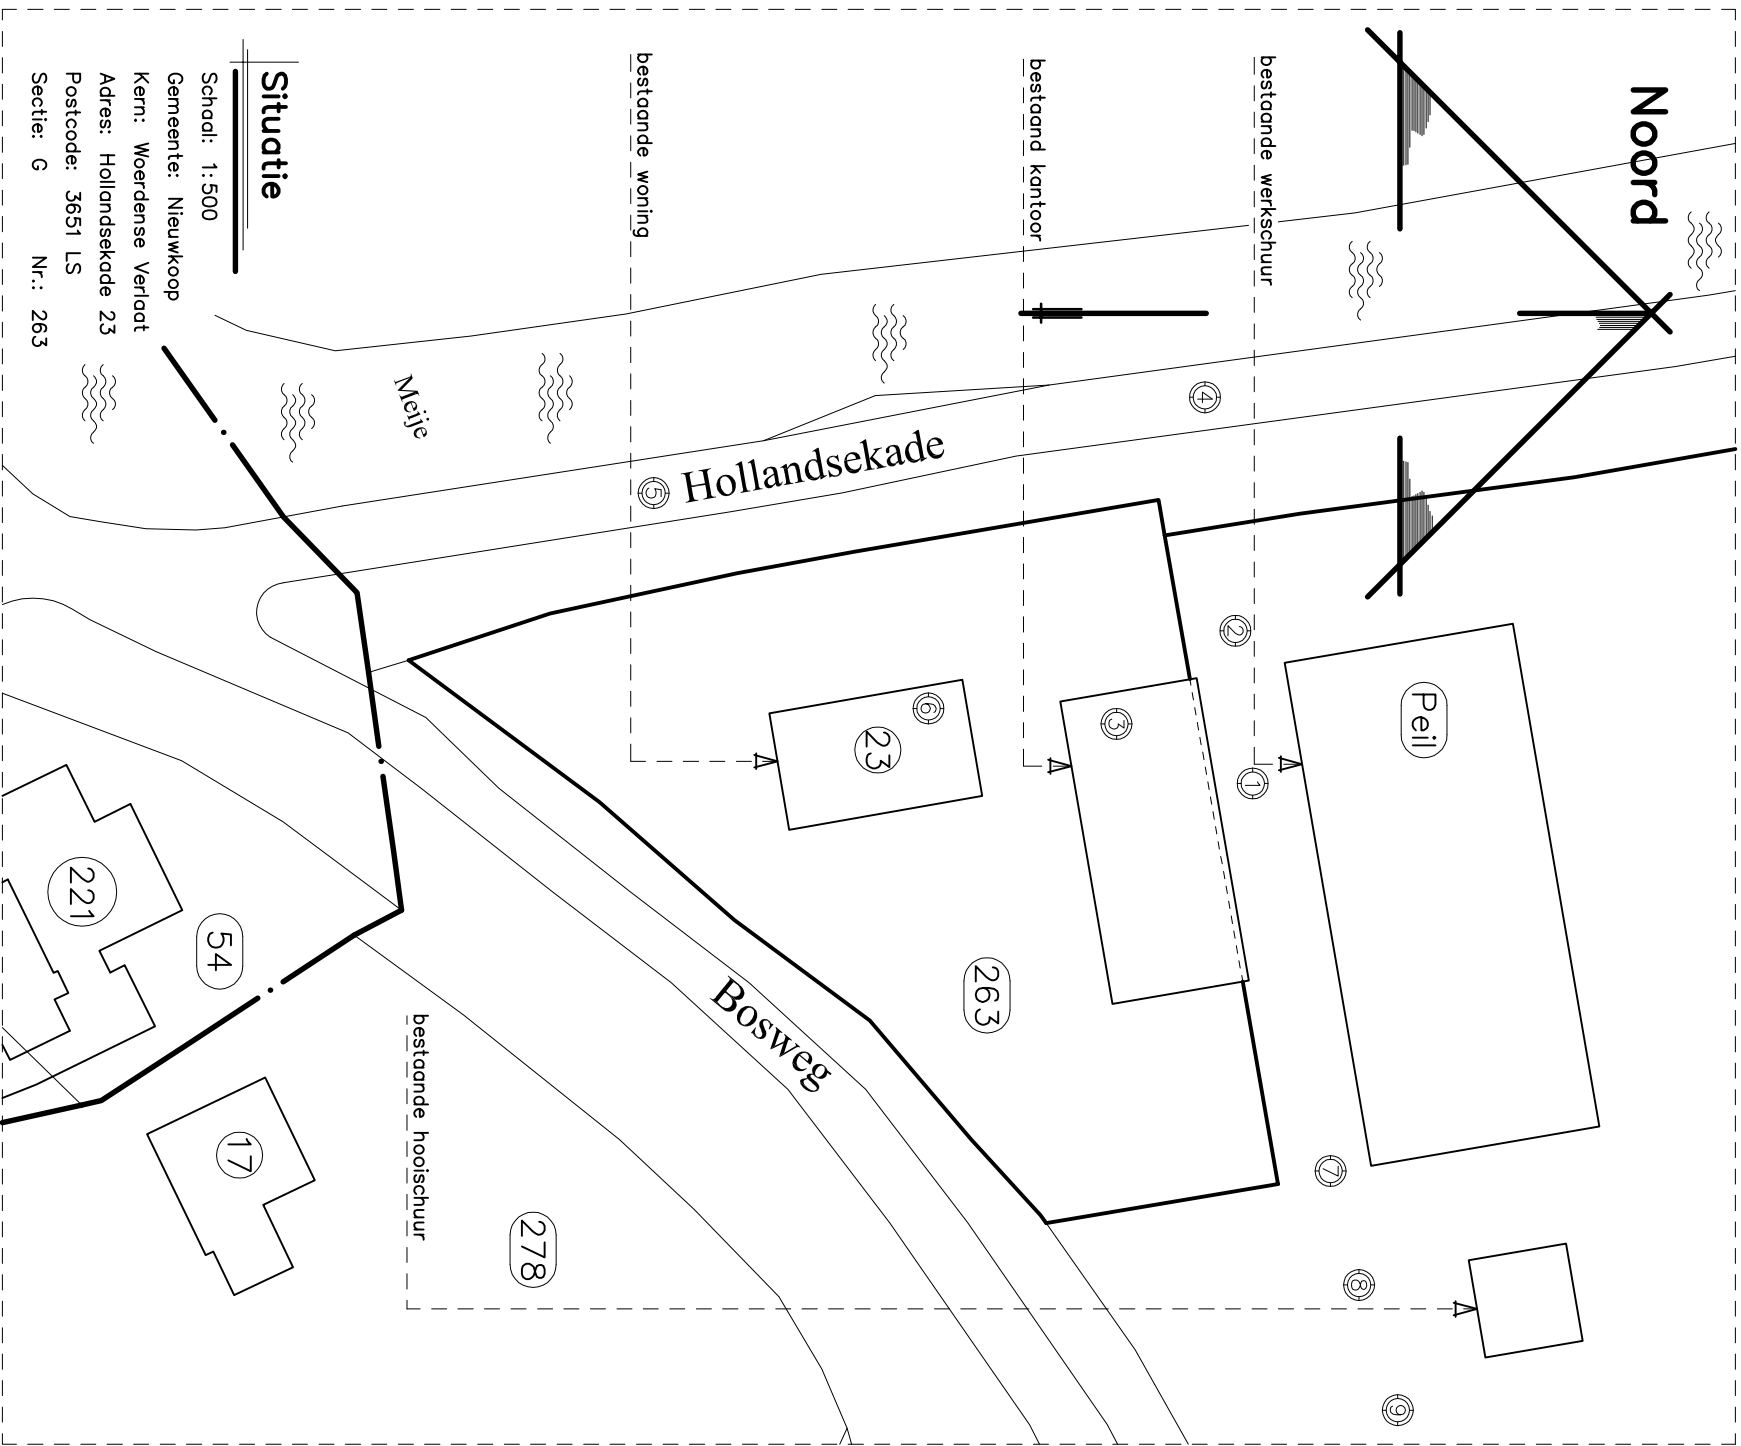 Noord
bestaande werkschuur
bestaand kantoor
bestaande woning
Situatie
Schaal: 1:500
Gemeente: Nieuwkoop
Kern: Woerdense Verlaat
Adres: Hollandsekade 23
Postcode: 3651 LS
Sectie: G Nr.: 263
Meije
Hollandsekade
4
5
2
Peil
6
23
3
1
221
54
263
Bosweg
bestaande hooischuur
17
278
7
8
9